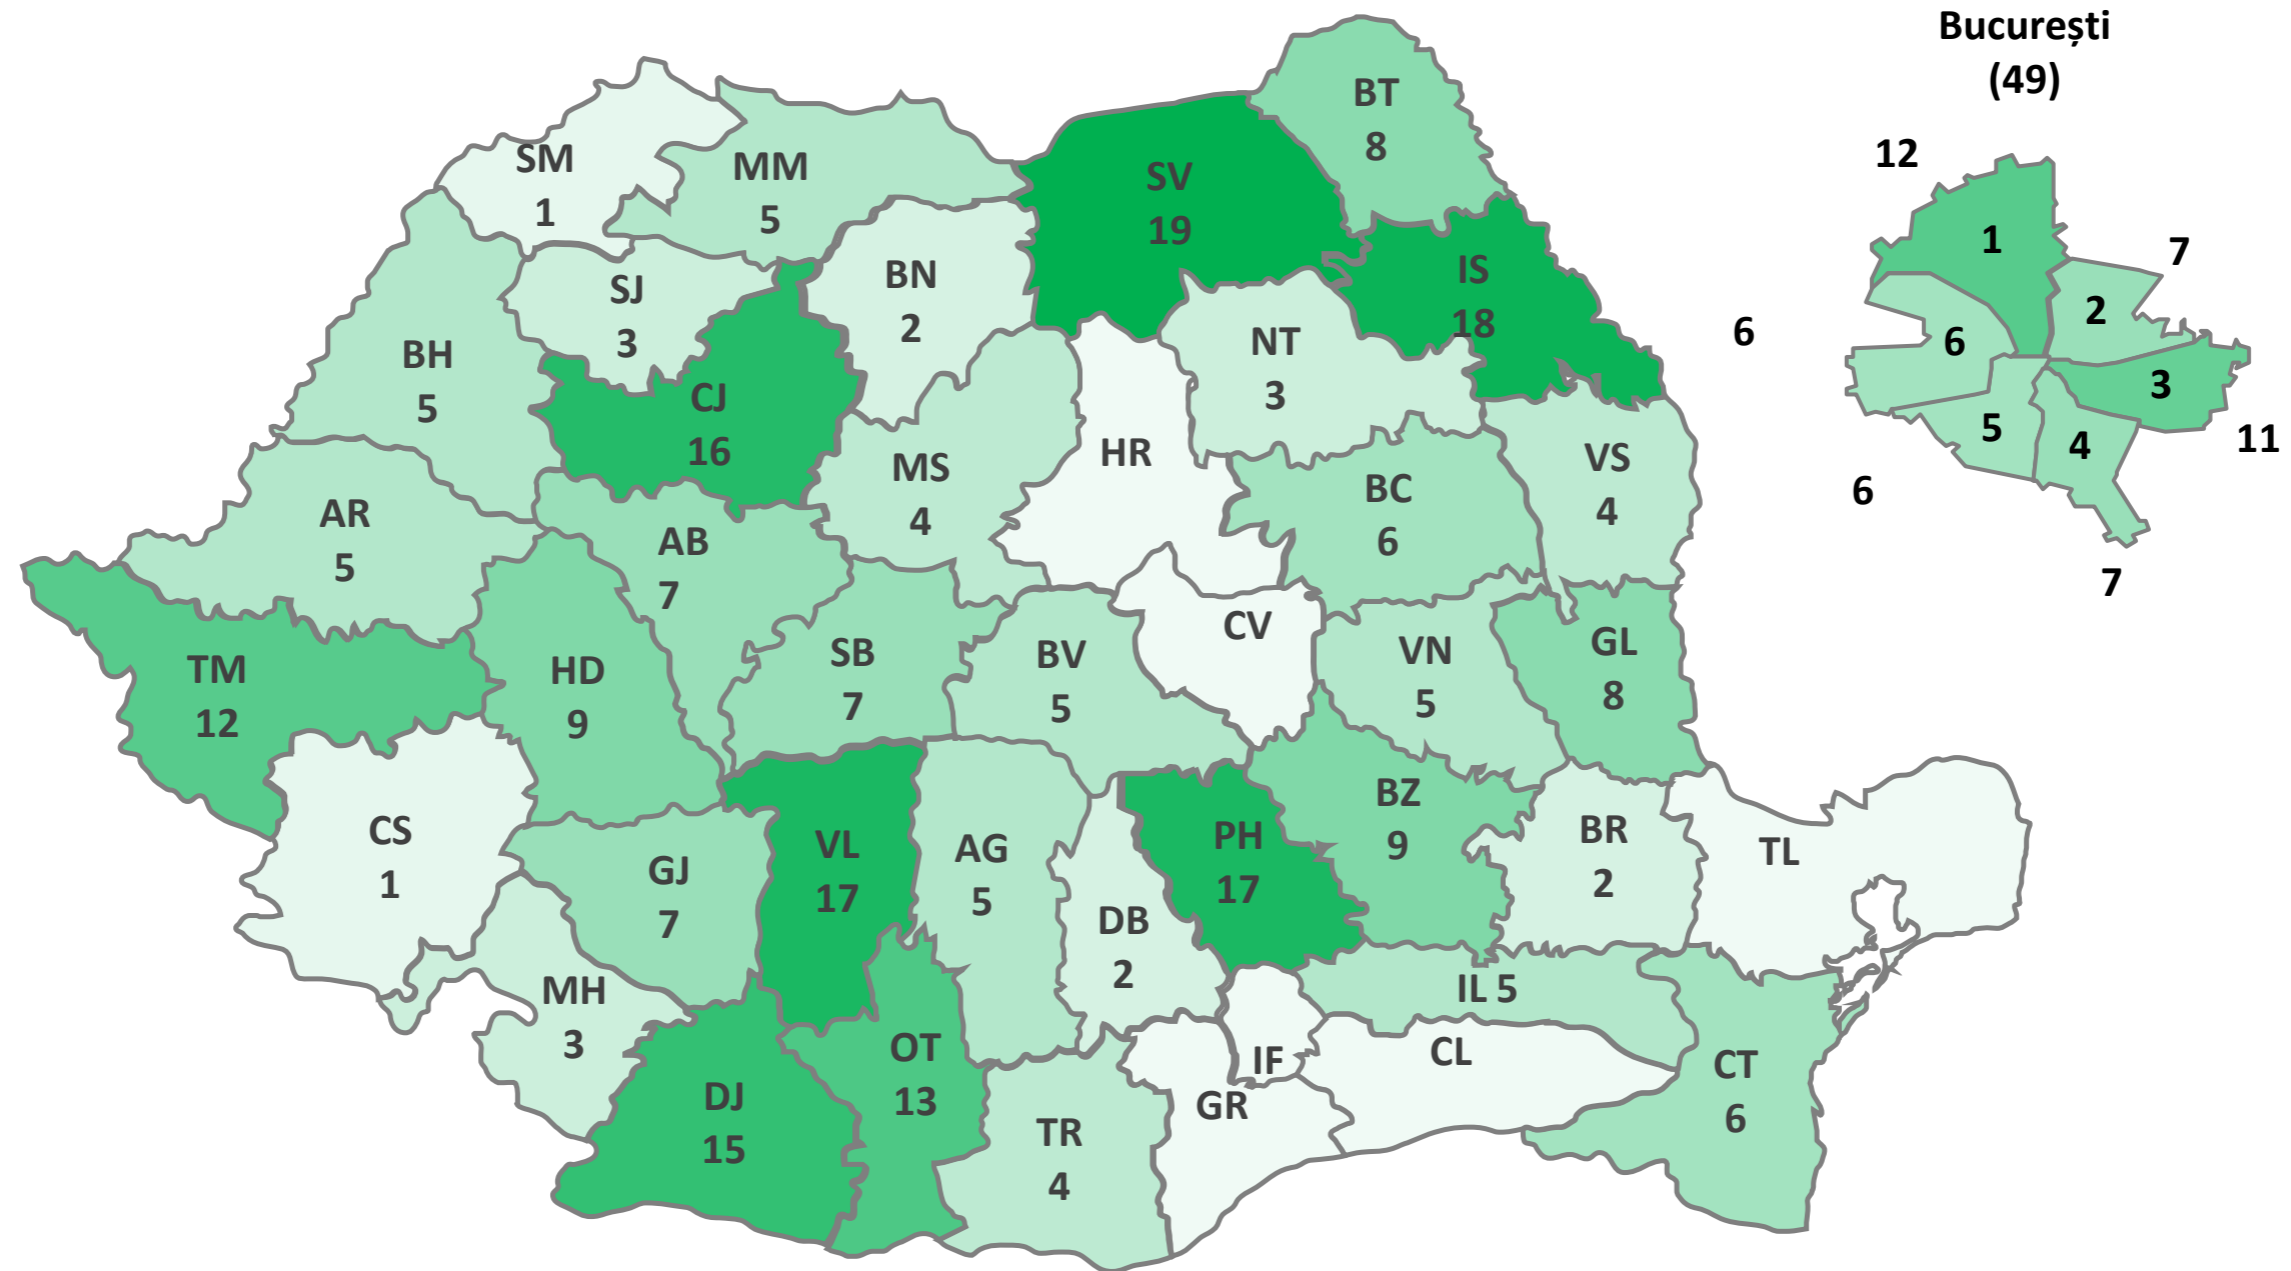 București
(49)
12
1
7
2
6
6
3
11
5
4
6
7
BT
8
SM
1
MM
5
SV
19
BN
2
IS
18
SJ
3
NT
3
BH
5
CJ
16
HR
MS
4
VS
4
BC
6
AR
5
AB
7
CV
SB
7
BV
5
VN
5
GL
8
TM
12
HD
9
BZ
9
CS
1
VL
17
PH
17
BR
2
TL
AG
5
GJ
7
DB
2
MH
3
IL 5
OT
13
IF
CL
CT
6
DJ
15
GR
TR
4